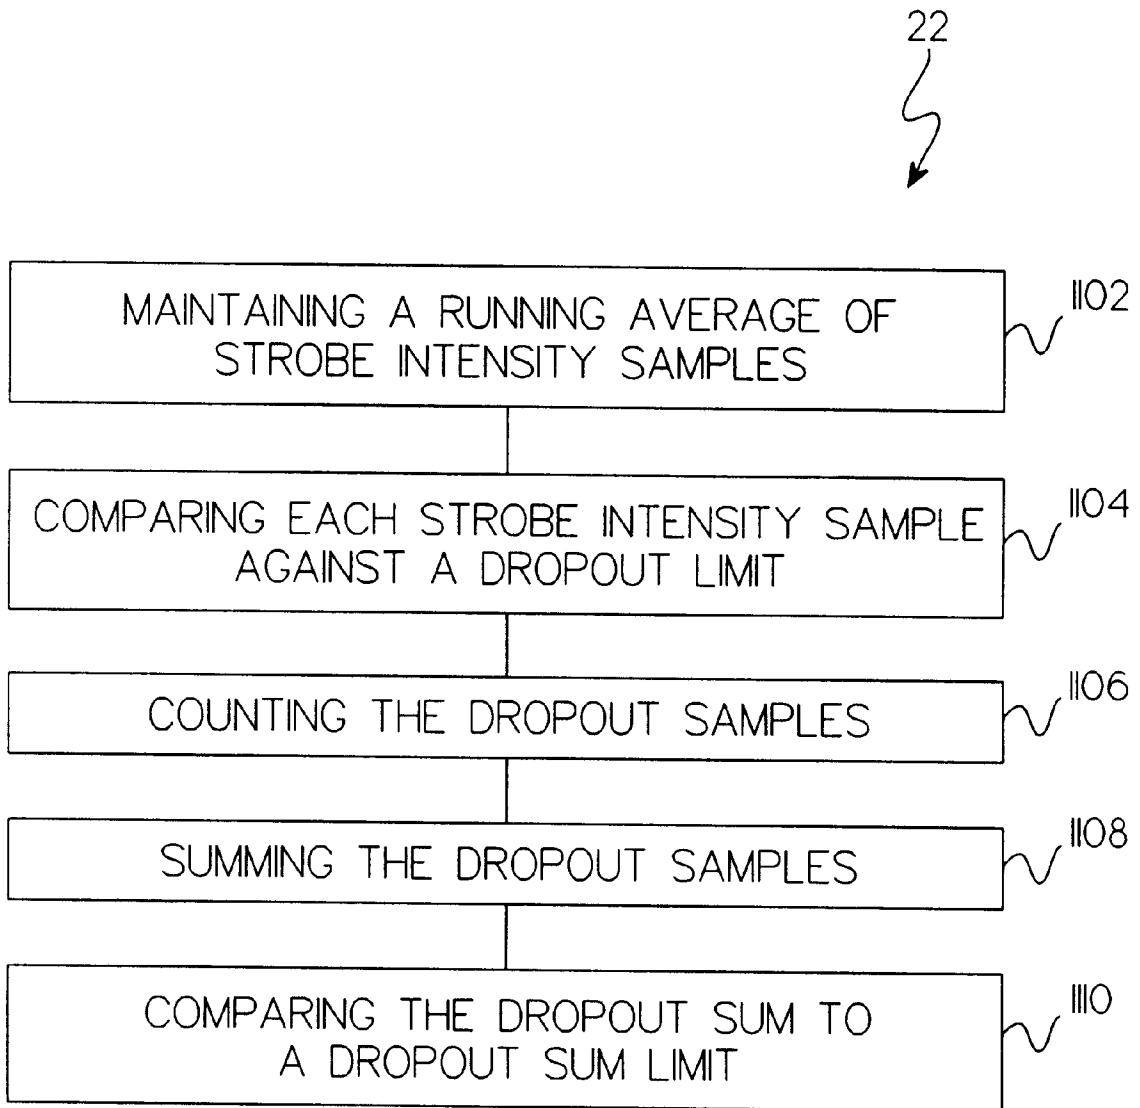 22
MAINTAINING A RUNNING AVERAGE OF
STROBE INTENSITY SAMPLES
1102
COMPARING EACH STROBE INTENSITY SAMPLE
AGAINST A DROPOUT LIMIT
1104
COUNTING THE DROPOUT SAMPLES
1106
SUMMING THE DROPOUT SAMPLES
1108
COMPARING THE DROPOUT SUM TO
A DROPOUT SUM LIMIT
1110